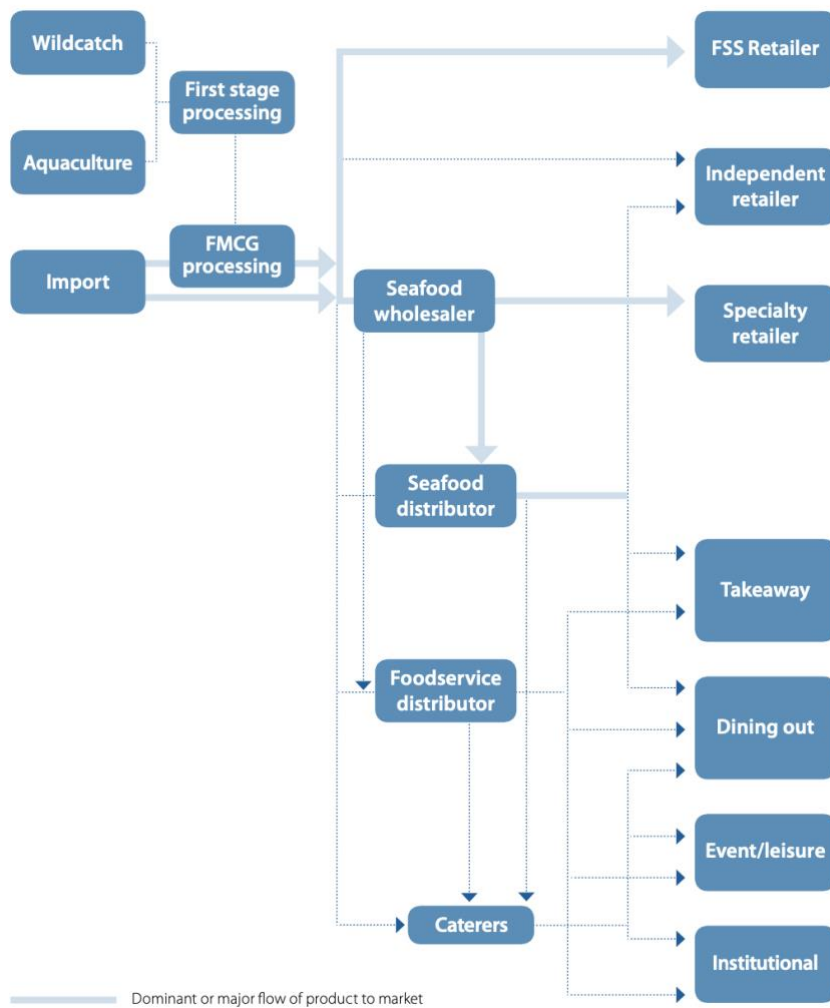 Wildcatch
First stage
processing
Aquaculture
FMCG
processing
Import
Seafood
wholesaler
Seafood
distributor
Foodservice
distributor
Caterers
FSS Retailer
Independent
retailer
Specialty
retailer
Takeaway
Dining out
Event/leisure
Institutional
Dominant or major flow of product to market